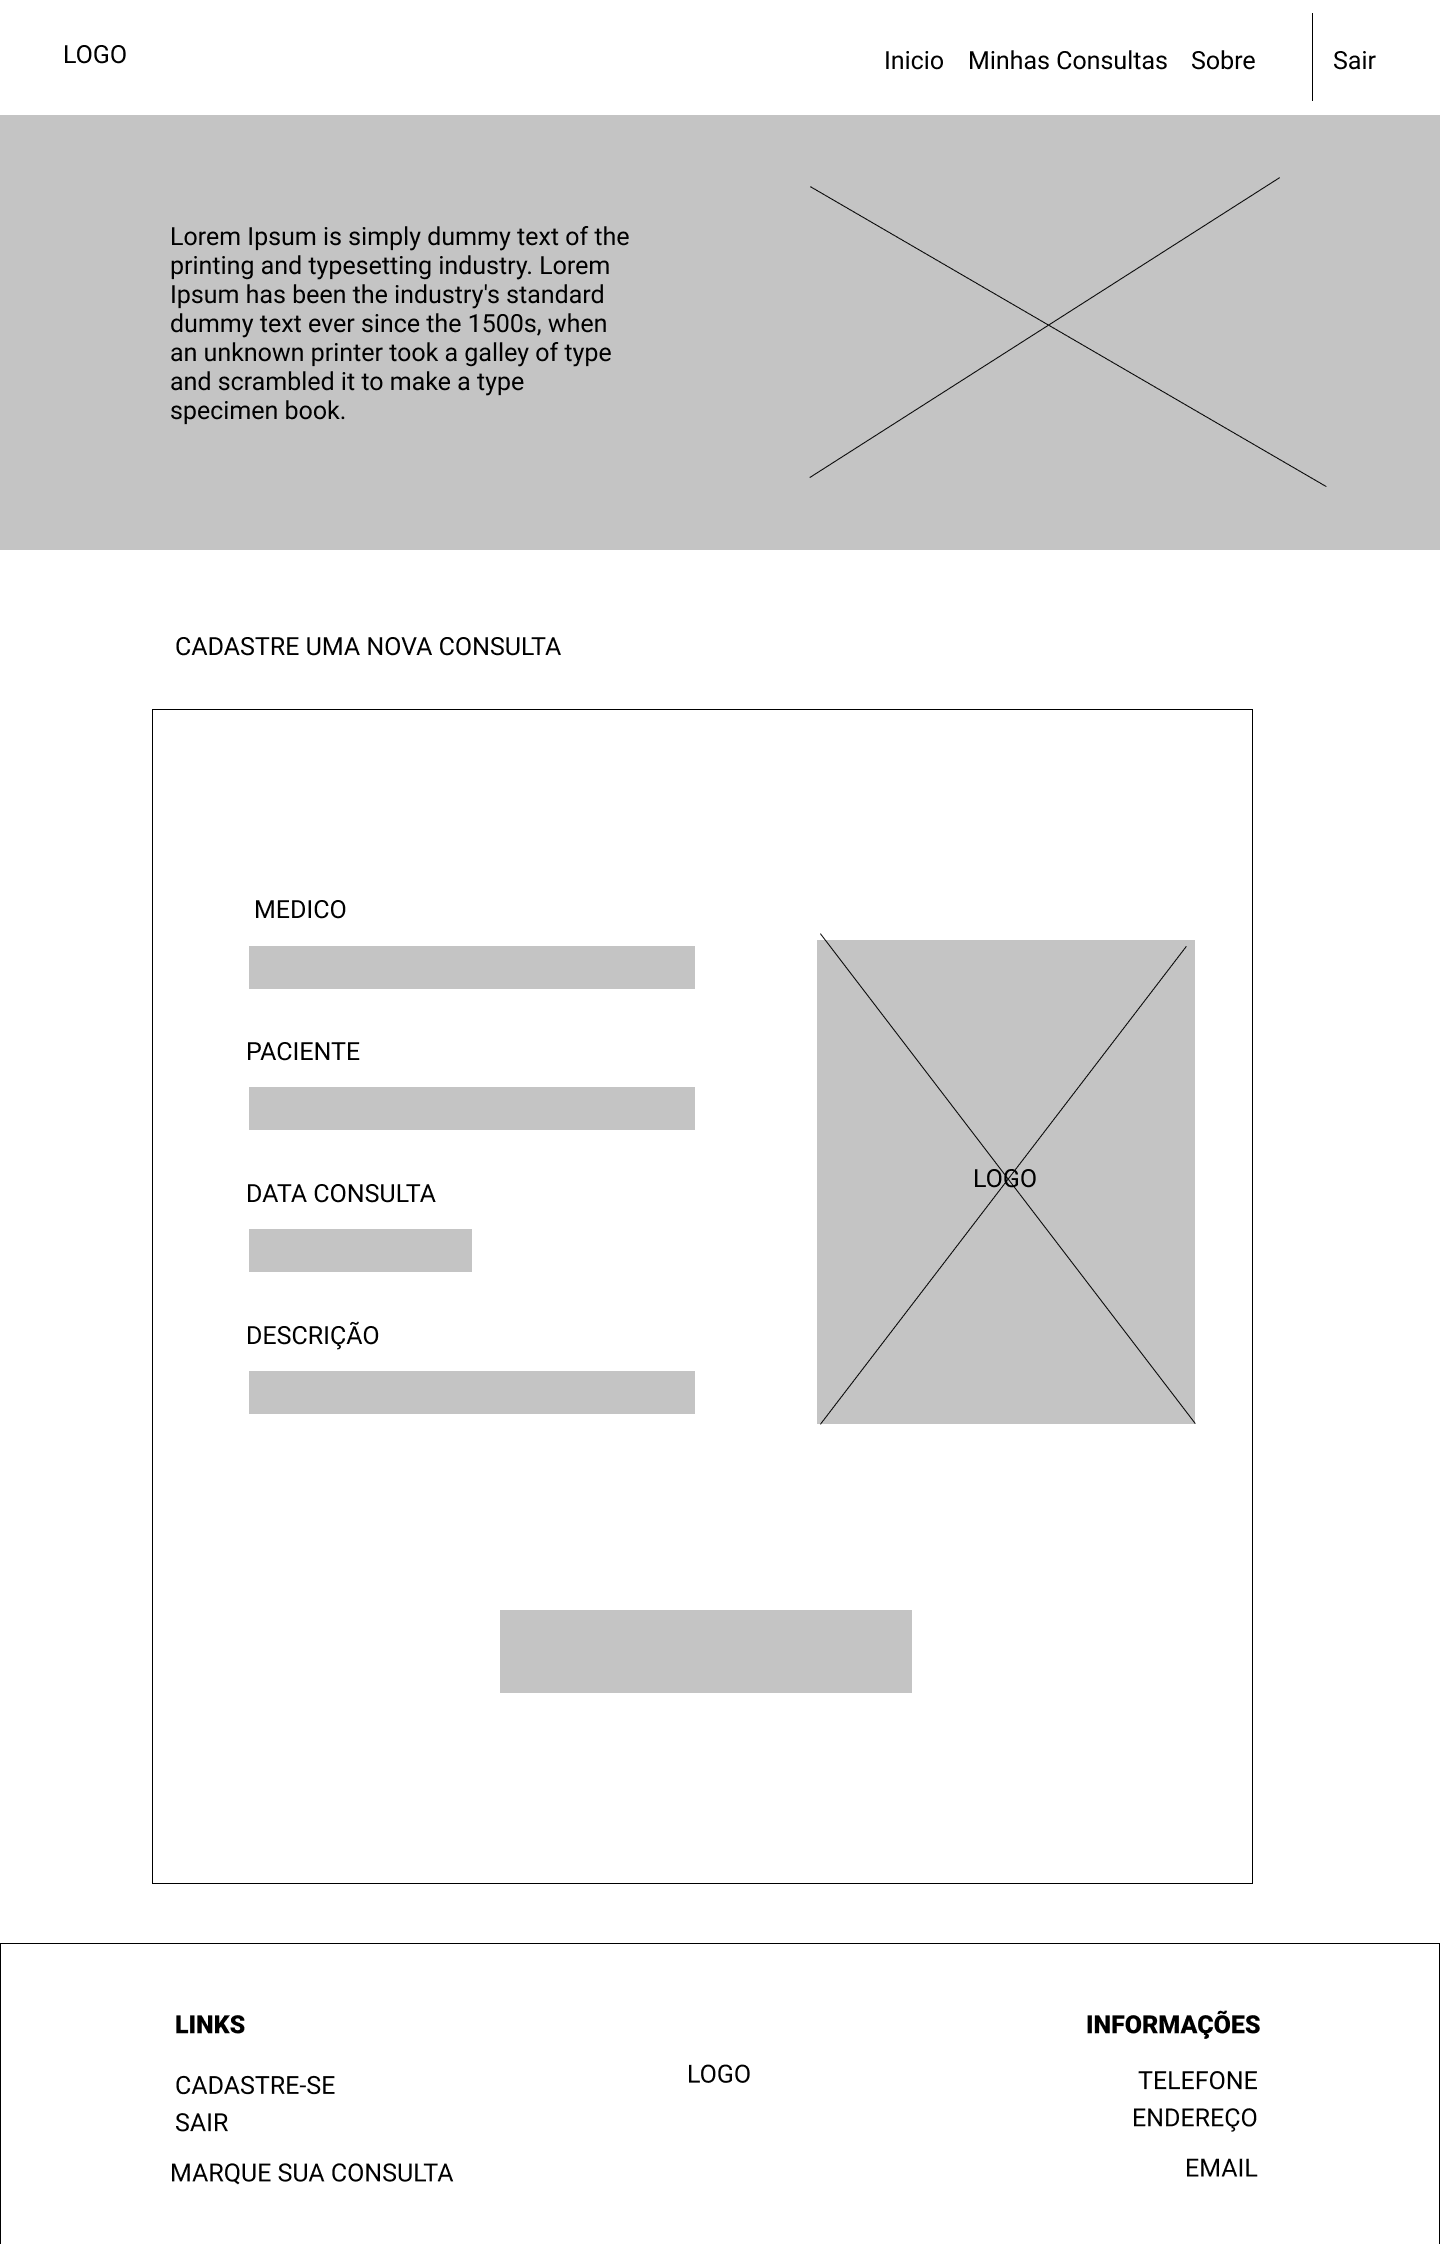 LOGO
Inicio
Minhas Consultas
Sobre
Sair
Lorem Ipsum is simply dummy text of the
printing and typesetting industry. Lorem
Ipsum has been the industry's standard
dummy text ever since the 1500s, when
an unknown printer took a galley of type
and scrambled it to make a type
specimen book.
CADASTRE UMA NOVA CONSULTA
MEDICO
PACIENTE
DATA CONSULTA
DESCRIÇÃO
LOGO
LINKS
CADASTRE-SE
SAIR
MARQUE SUA CONSULTA
LOGO
INFORMAÇÕES
TELEFONE
ENDEREÇO
EMAIL